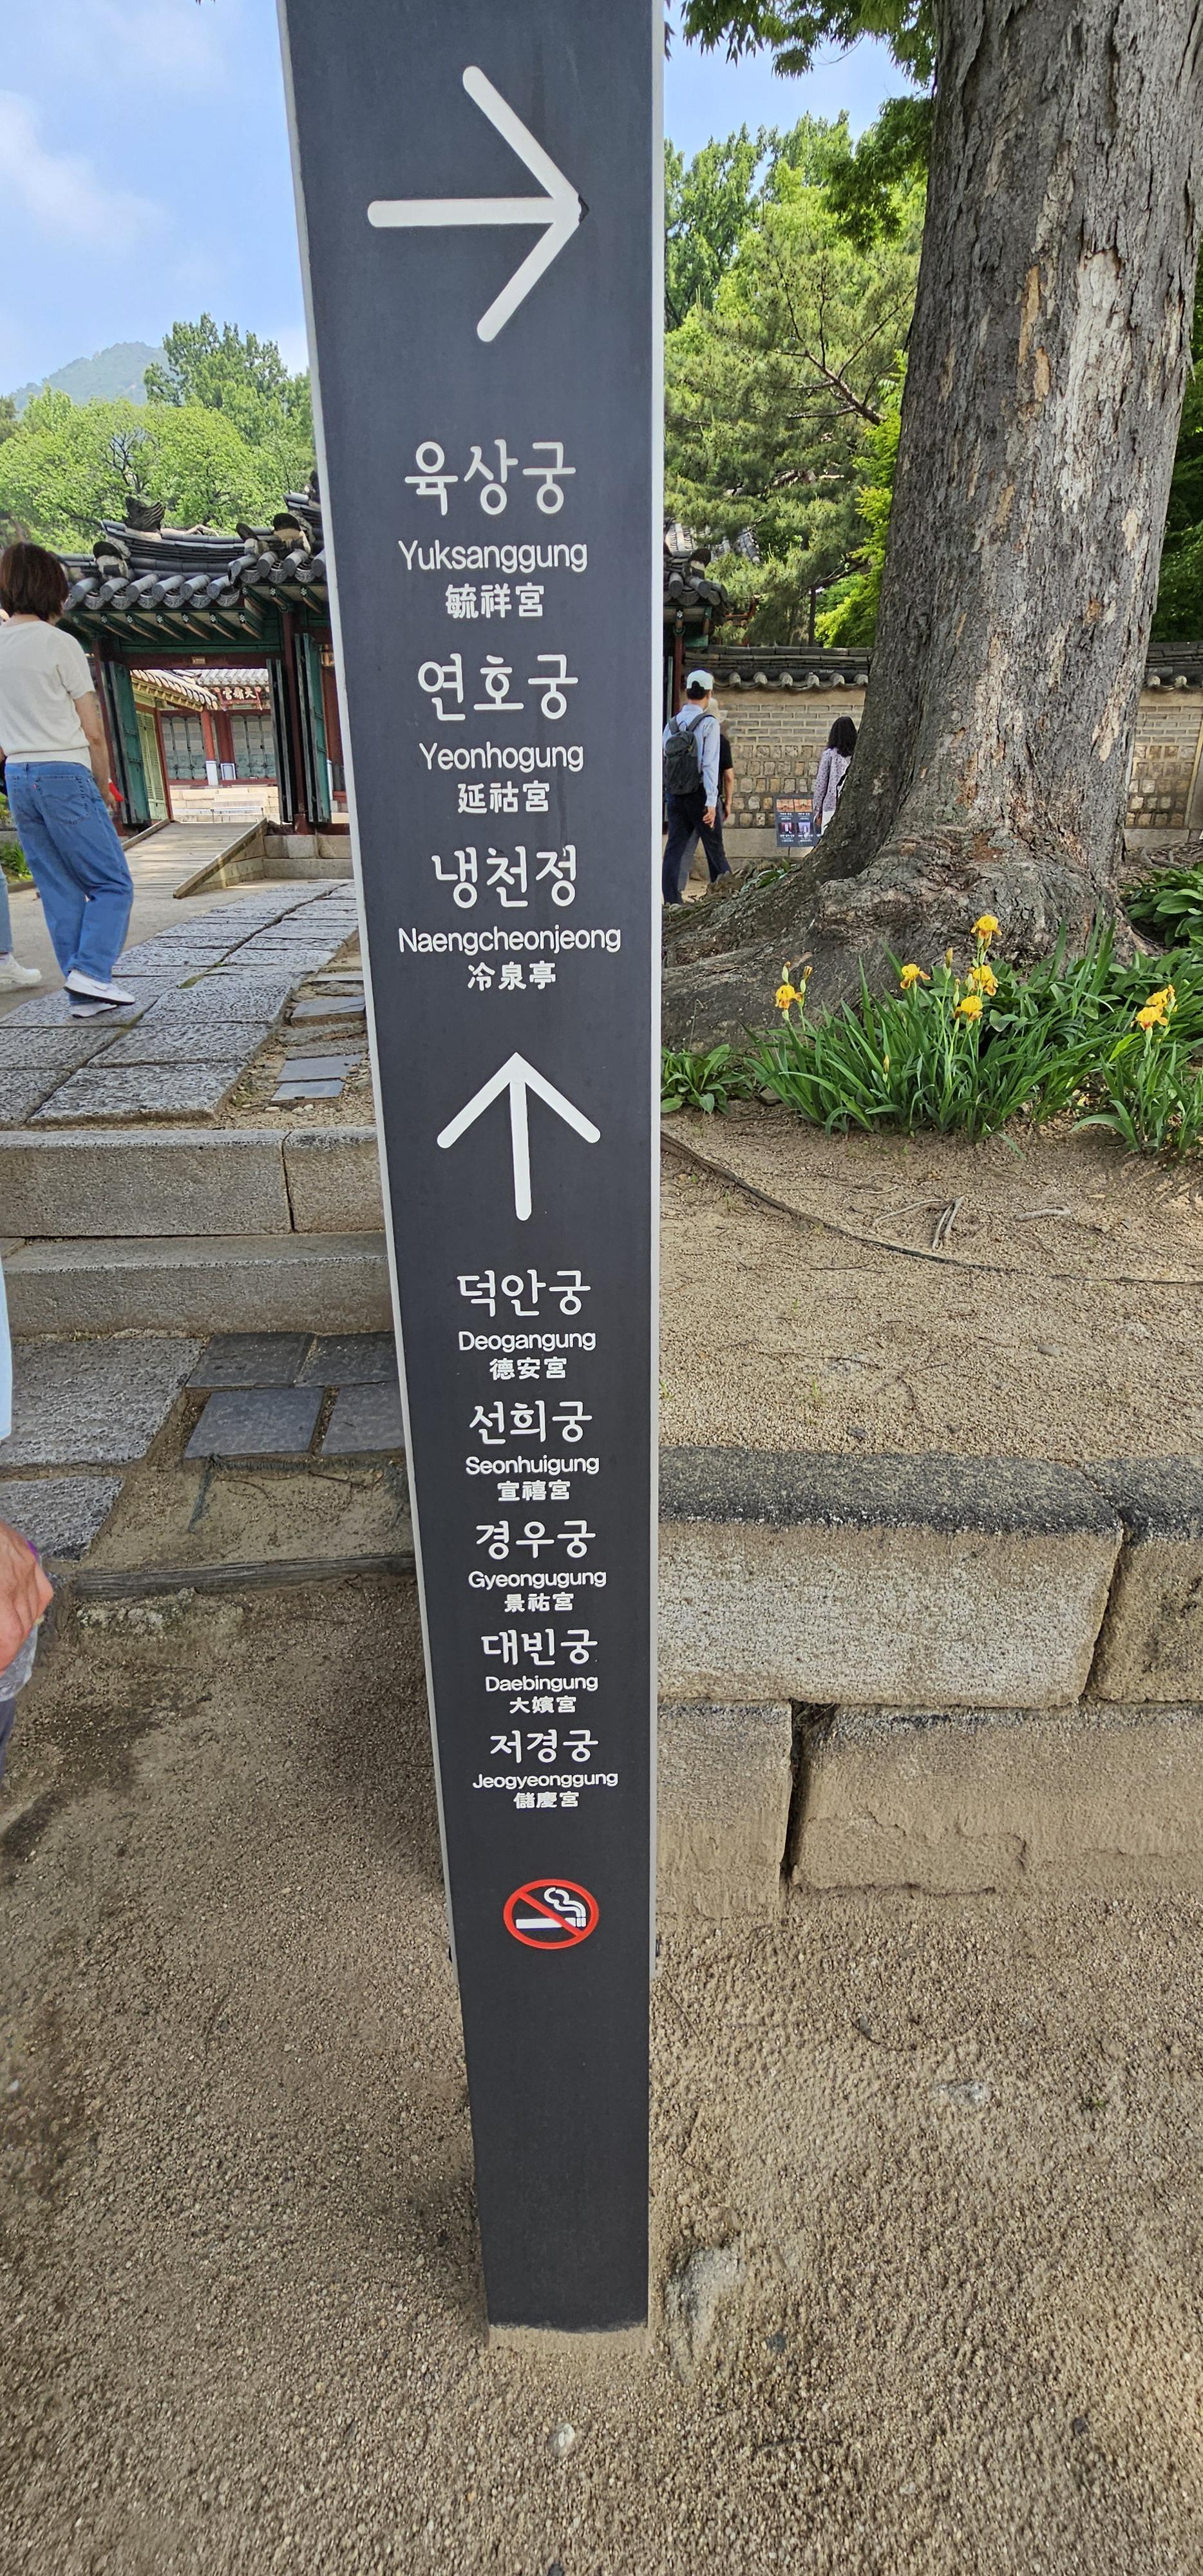 육상궁
Yuksanggung
毓祥宮
연호궁
Yeonhogung
延祜宮
냉천정
Naengcheonjeong
冷泉亭
덕안궁
Deogangung
德安宮
선희궁
Seonhuigung
宣禧宮
경우궁
Gyeongugung
景祐宮
대빈궁
Daebingung
大嬪宮
저경궁
Jeogyeonggung
儲慶宮